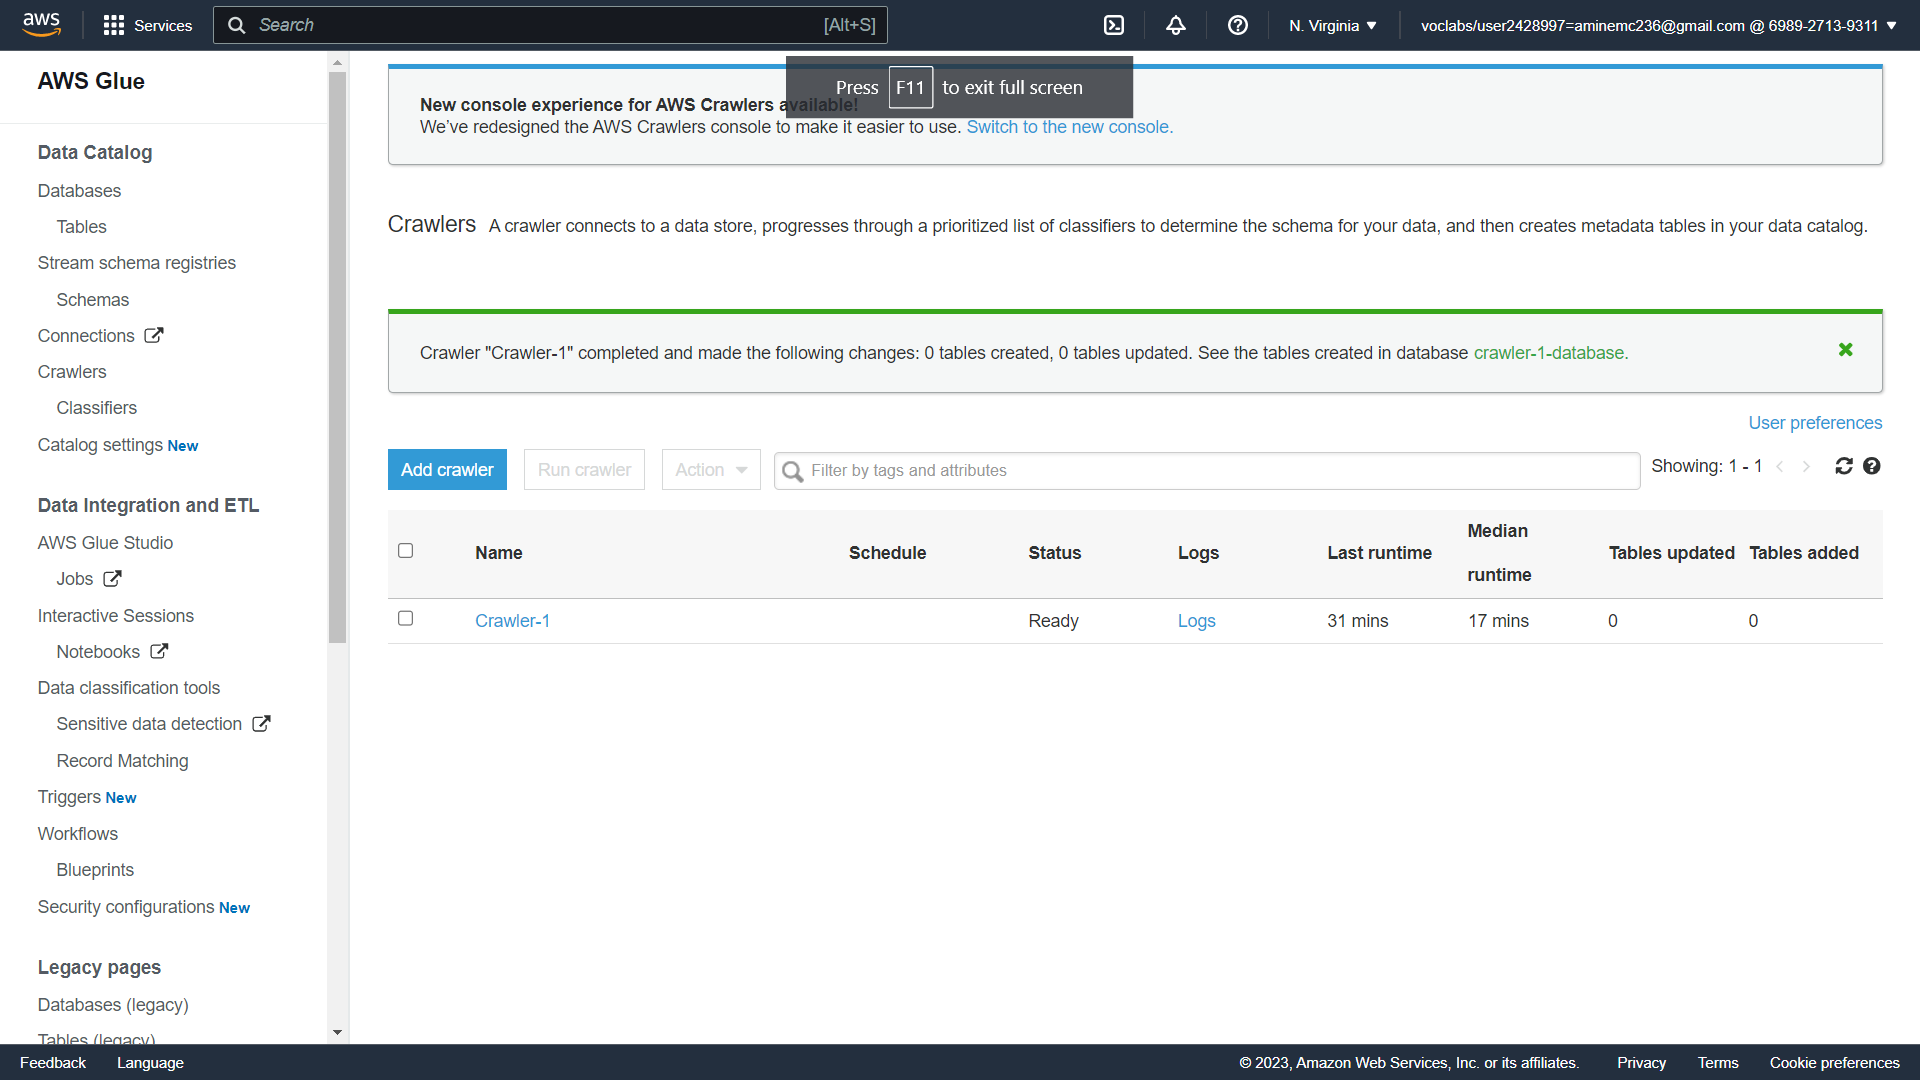 aws
Services
Search
[Alt+S]
N. Virginia
voclabs/user2428997=aminemc236@gmail.com @ 6989-2713-9311
Press F11 to exit full screen
AWS Glue
Data Catalog
Databases
Tables
Stream schema registries
Schemas
Connections
Crawlers
Classifiers
Catalog settings New
Data Integration and ETL
AWS Glue Studio
Jobs
Interactive Sessions
Notebooks
Data classification tools
Sensitive data detection
Record Matching
Triggers New
Workflows
Blueprints
Security configurations New
Legacy pages
Databases (legacy)
Tables (legacy)
New console experience for AWS Crawlers available!
We've redesigned the AWS Crawlers console to make it easier to use. Switch to the new console.
Crawlers A crawler connects to a data store, progresses through a prioritized list of classifiers to determine the schema for your data, and then creates metadata tables in your data catalog.
Crawler "Crawler-1" completed and made the following changes: 0 tables created, 0 tables updated. See the tables created in database crawler-1-database.
User preferences
Add crawler
Run crawler
Action
Filter by tags and attributes
Showing: 1 - 1
Name Schedule Status Logs Last runtime Median runtime Tables updated Tables added
Crawler-1 Ready Logs 31 mins 17 mins 0 0
Feedback
Language
© 2023, Amazon Web Services, Inc. or its affiliates.
Privacy
Terms
Cookie preferences